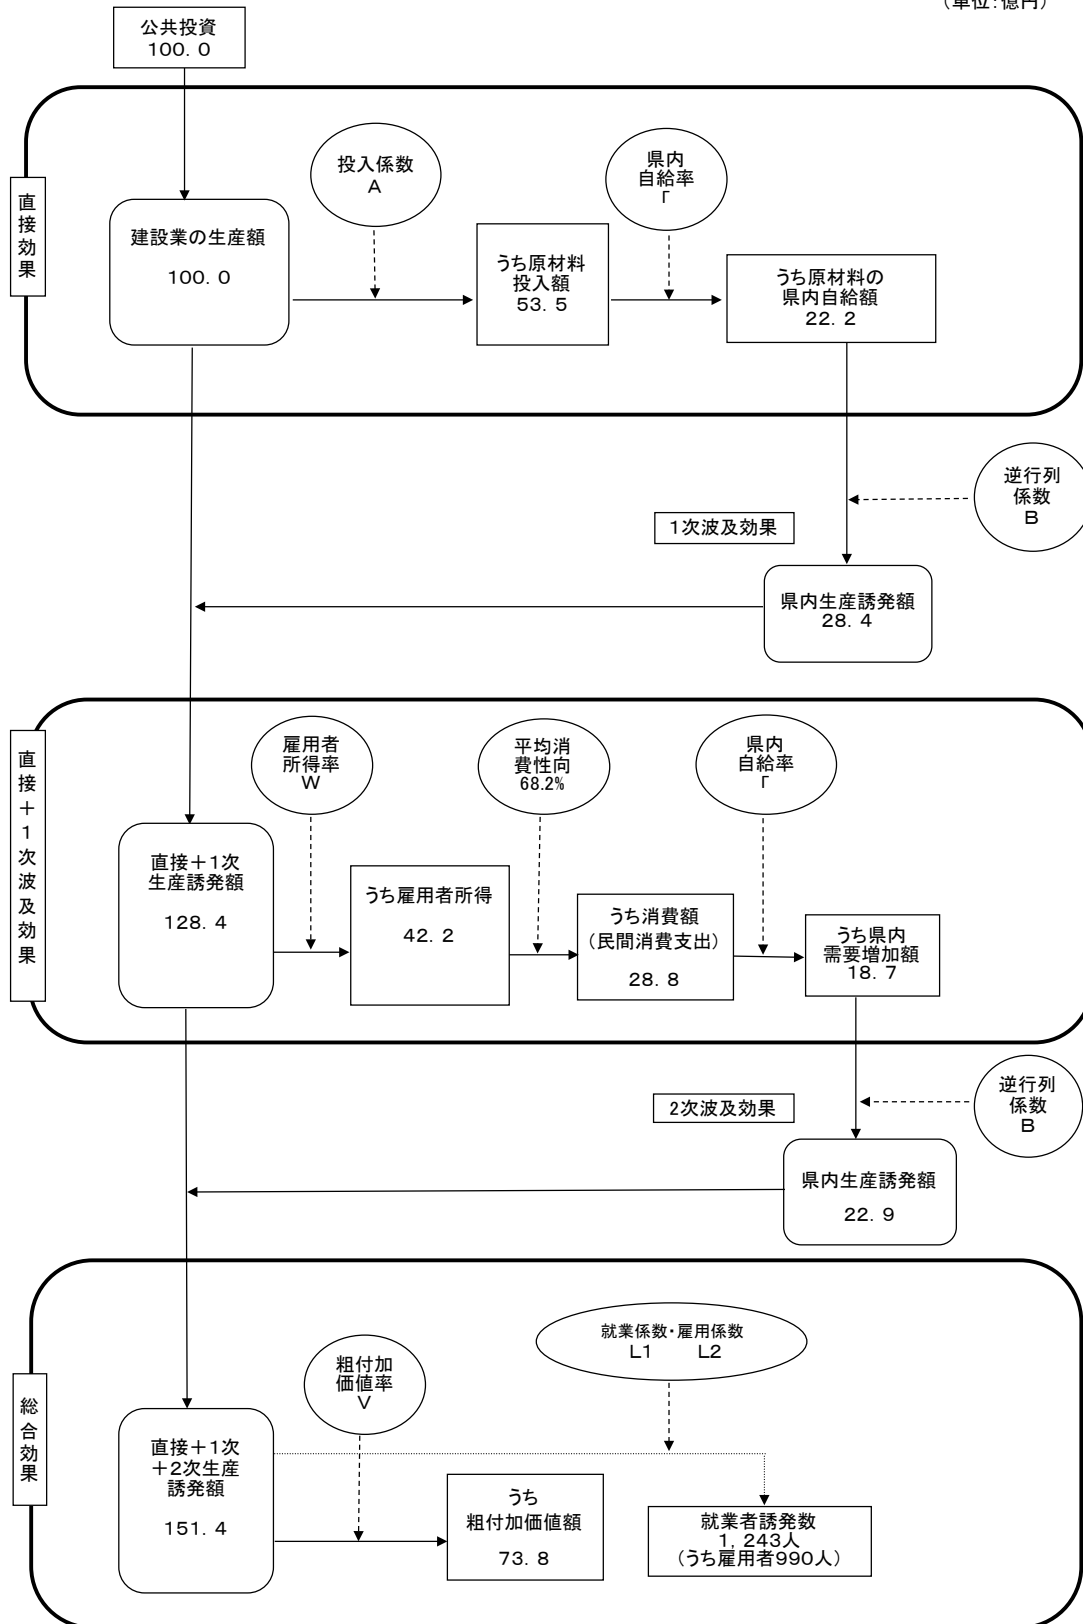 （単位：億円）
公共投資
１００．０
直接効果
建設業の生産額
１００．０
投入係数
Ａ
うち原材料
投入額
５３．５
県内
自給率
Γ
うち原材料の
県内自給額
２２．２
逆行列
係数
Ｂ
１次波及効果
県内生産誘発額
２８．４
直接＋１次波及効果
直接＋１次
生産誘発額
１２８．４
雇用者
所得率
Ｗ
うち雇用者所得
４２．２
平均消
費性向
68.2%
うち消費額
（民間消費支出）
２８．８
県内
自給率
Γ
うち県内
需要増加額
１８．７
逆行列
係数
Ｂ
２次波及効果
県内生産誘発額
２２．９
総合効果
直接＋１次
＋２次生産
誘発額
１５１．４
粗付加
価値率
Ｖ
うち
粗付加価値額
７３．８
就業係数・雇用係数
Ｌ１　Ｌ２
就業者誘発数
１，２４３人
（うち雇用者９９０人）